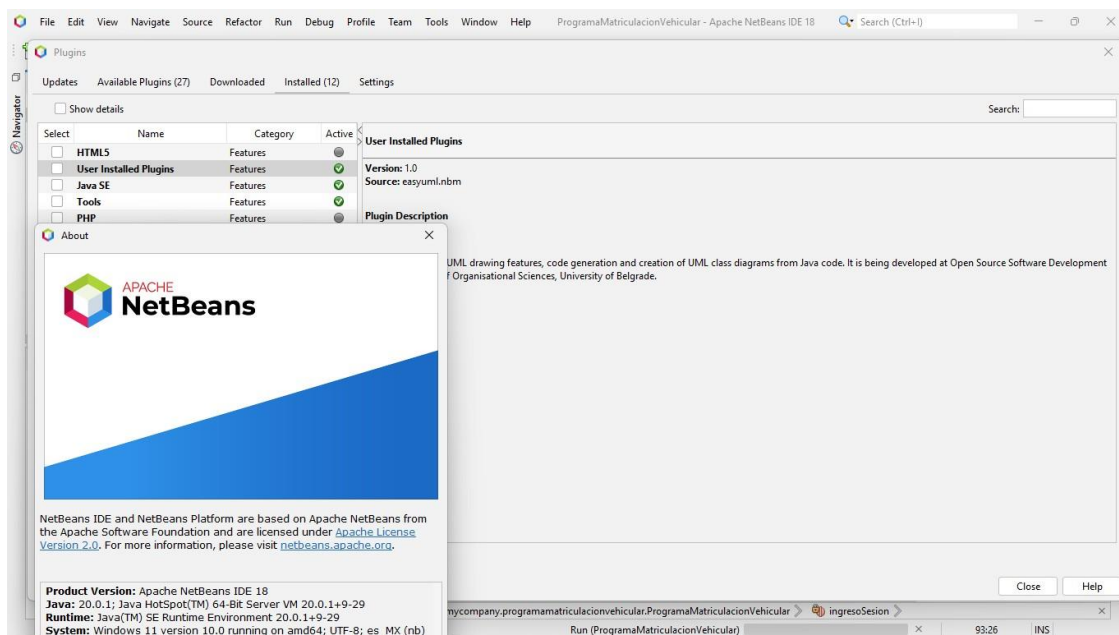 File Edit View Navigate Source Refactor Run Debug Profile Team Tools Window Help ProgramaMatriculacionVehicular - Apache NetBeans IDE 18 Search (Ctrl+I)
Plugins
Updates Available Plugins (27) Downloaded Installed (12) Settings
Navigator
Show details Search:
Select Name Category Active
HTML5 Features
User Installed Plugins Features
Java SE Features
Tools Features
PHP Features
User Installed Plugins
Version: 1.0
Source: easyuml.nbm
Plugin Description
UML drawing features, code generation and creation of UML class diagrams from Java code. It is being developed at Open Source Software Development
f Organisational Sciences, University of Belgrade.
About
APACHE
NetBeans
NetBeans IDE and NetBeans Platform are based on Apache NetBeans from
the Apache Software Foundation and are licensed under Apache License
Version 2.0. For more information, please visit netbeans.apache.org.
Product Version: Apache NetBeans IDE 18
Java: 20.0.1; Java HotSpot(TM) 64-Bit Server VM 20.0.1+9-29
Runtime: Java(TM) SE Runtime Environment 20.0.1+9-29
System: Windows 11 version 10.0 running on amd64; UTF-8; es_MX (nb)
Close Help
mycompany.programamatriculacionvehicular.ProgramaMatriculacionVehicular ingresoSesion
Run (ProgramaMatriculacionVehicular) 93:26 INS